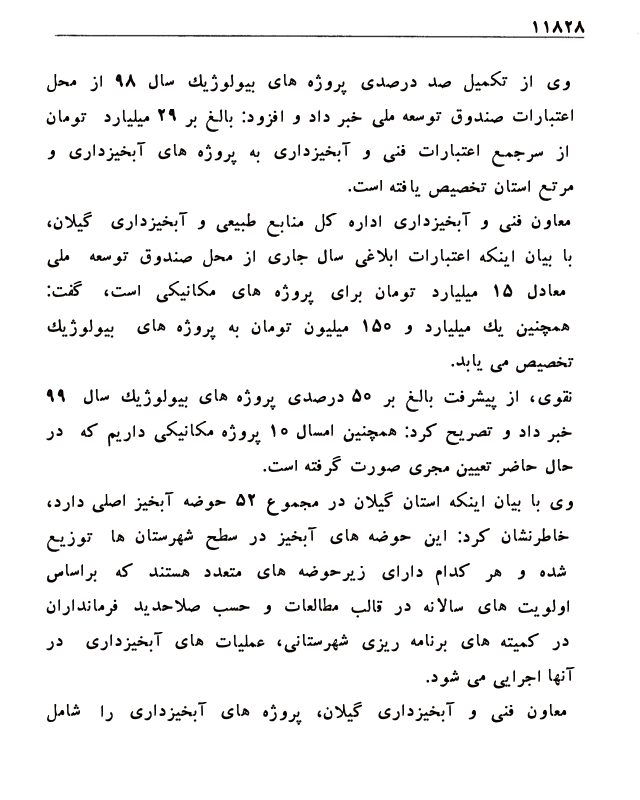 ۱۱۸۲۸
وی از تکمیل صد درصدی پروژه های بیولوژیك سال ۹۸ از محل
اعتبارات صندوق توسعه ملی خبر داد و افزود: بالغ بر ۲۹ میلیارد تومان
از سرجمع اعتبارات فنی و آبخیزداری به پروژه های آبخیزداری و
مرتع استان تخصیص یافته است.
معاون فنی و آبخیزداری اداره کل منابع طبیعی و آبخیزداری گیلان،
با بیان اینکه اعتبارات ابلاغی سال جاری از محل صندوق توسعه ملی
معادل ۱۵ میلیارد تومان برای پروژه های مکانیکی است، گفت:
همچنین یك میلیارد و ۱۵۰ میلیون تومان به پروژه های بیولوژیك
تخصیص می یابد.
نقوی، از پیشرفت بالغ بر ۵۰ درصدی پروژه های بیولوژیك سال ۹۹
خبر داد و تصریح کرد: همچنین امسال ۱۰ پروژه مکانیکی داریم که در
حال حاضر تعیین مجری صورت گرفته است.
وی با بیان اینکه استان گیلان در مجموع ۵۲ حوضه آبخیز اصلی دارد،
خاطرنشان کرد: این حوضه های آبخیز در سطح شهرستان ها توزیع
شده و هر کدام دارای زیرحوضه های متعدد هستند که براساس
اولویت های سالانه در قالب مطالعات و حسب صلاحدید فرمانداران
در کمیته های برنامه ریزی شهرستانی، عملیات های آبخیزداری در
آنها اجرایی می شود.
معاون فنی و آبخیزداری گیلان، پروژه های آبخیزداری را شامل